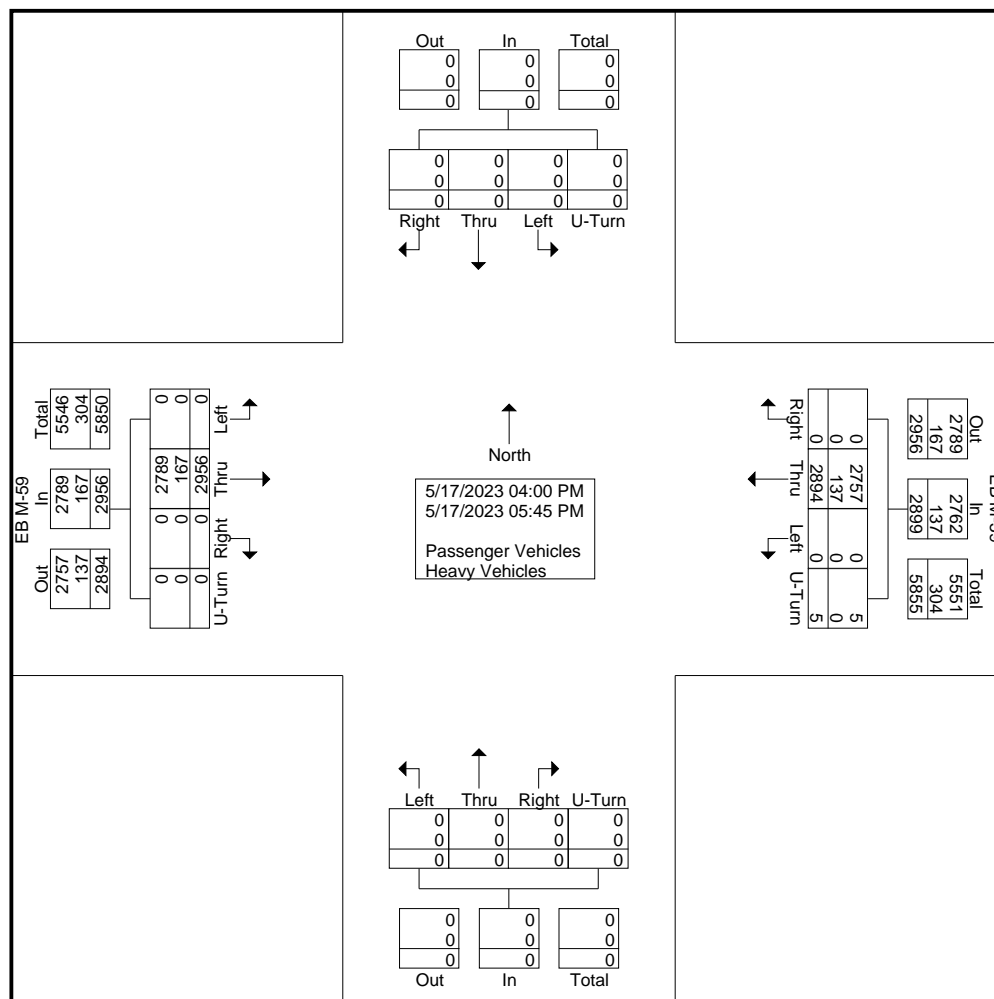 Out In Total
0 0 0
0 0 0
0 0 0
0 0 0 0
0 0 0 0
0 0 0 0
Right Thru Left U-Turn
EB M-59
Total In Out
5546 2789 2757
304 167 137
5850 2956 2894
0 2789 0 0
0 167 0 0
0 2956 0 0
Left Thru Right U-Turn
North
5/17/2023 04:00 PM
5/17/2023 05:45 PM
Passenger Vehicles
Heavy Vehicles
Right Thru Left U-Turn
0 2757 0 5
0 137 0 0
0 2894 0 5
Out In Total
2789 2762 5551
167 137 304
2956 2899 5855
Left Thru Right U-Turn
0 0 0 0
0 0 0 0
0 0 0 0
0 0 0
0 0 0
0 0 0
Out In Total